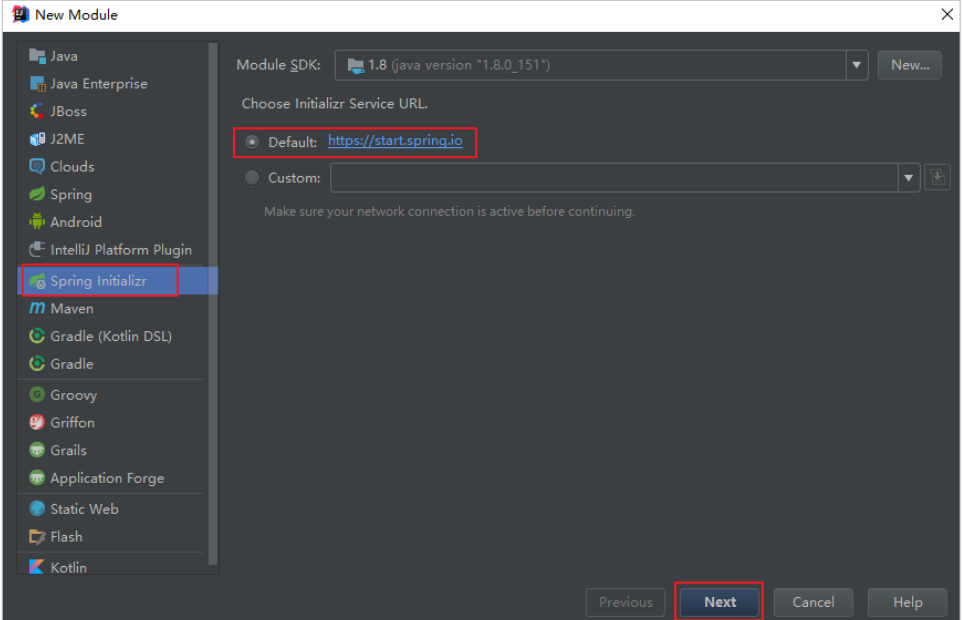 New Module
Java
Java Enterprise
JBoss
J2ME
Clouds
Spring
Android
IntelliJ Platform Plugin
Spring Initializr
Maven
Gradle (Kotlin DSL)
Gradle
Groovy
Griffon
Grails
Application Forge
Static Web
Flash
Kotlin
Module SDK: 1.8 (java version "1.8.0_151") New...
Choose Initializr Service URL.
Default: https://start.spring.io
Custom:
Make sure your network connection is active before continuing.
Previous Next Cancel Help